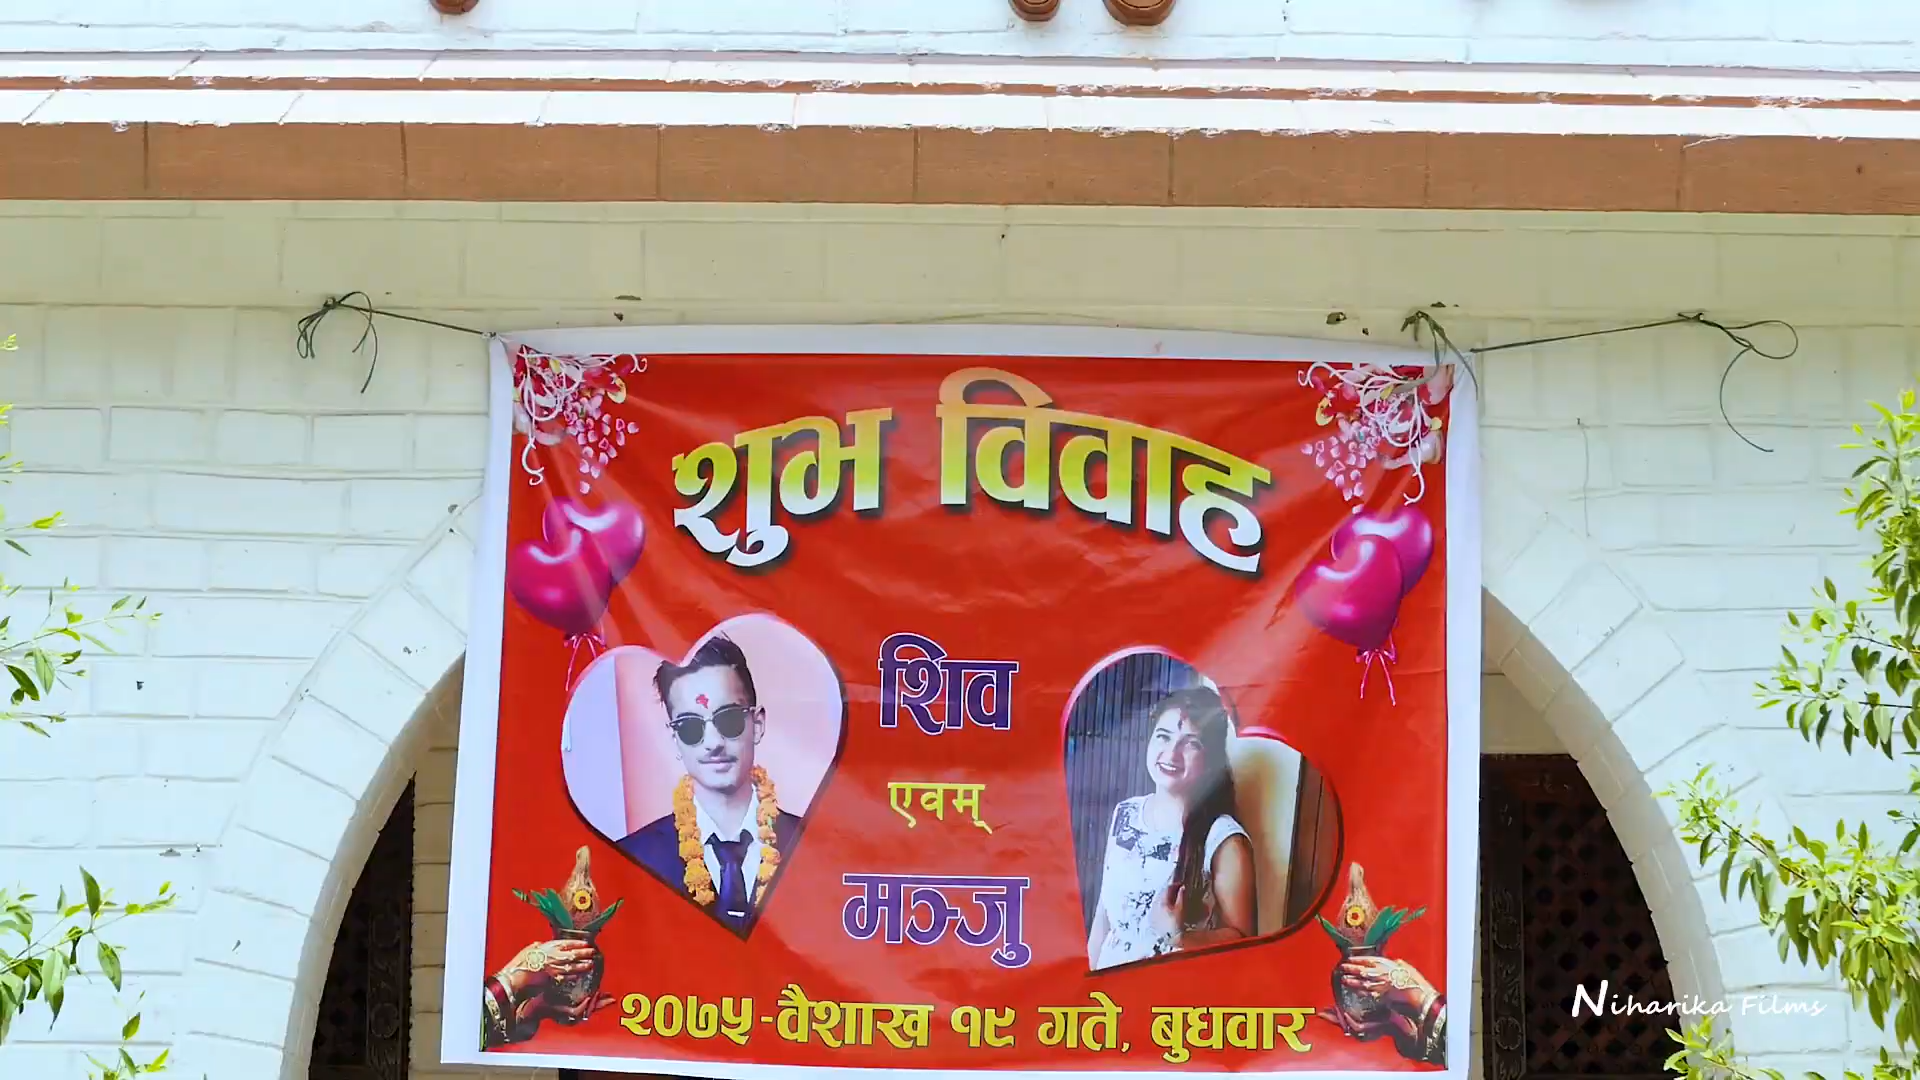 शुभ विवाह
शिव
एवम्
मञ्जु
२०७५-वैशाख १९ गते, बुधवार
Niharika Films